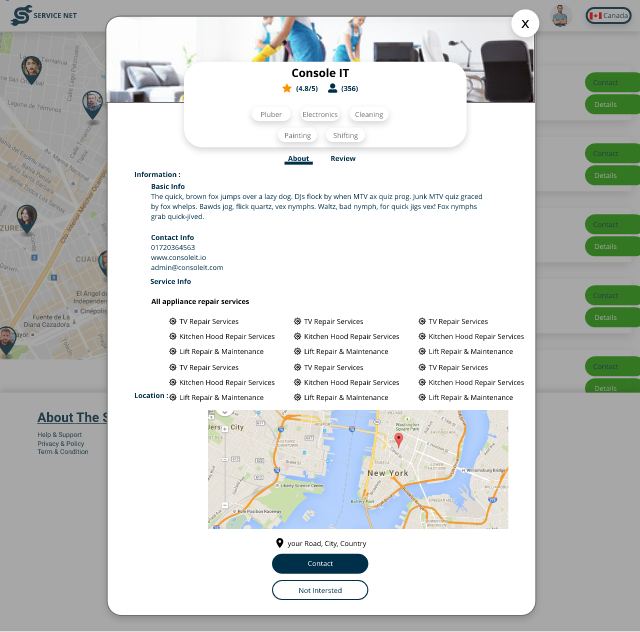 SERVICE NET
X
Canada
Console IT
(4.8/5)
(356)
Pluber
Electronics
Cleaning
Painting
Shifting
About
Review
Information :
Basic Info
The quick, brown fox jumps over a lazy dog. DJs flock by when MTV ax quiz prog. Junk MTV quiz graced
by fox whelps. Bawds jog, flick quartz, vex nymphs. Waltz, bad nymph, for quick jigs vex! Fox nymphs
grab quick-jived.
Contact Info
01720364563
www.consoleit.io
admin@consoleit.com
Service Info
All appliance repair services
TV Repair Services
TV Repair Services
TV Repair Services
Kitchen Hood Repair Services
Kitchen Hood Repair Services
Kitchen Hood Repair Services
Lift Repair & Maintenance
Lift Repair & Maintenance
Lift Repair & Maintenance
TV Repair Services
TV Repair Services
TV Repair Services
Kitchen Hood Repair Services
Kitchen Hood Repair Services
Kitchen Hood Repair Services
Location :
Lift Repair & Maintenance
Lift Repair & Maintenance
Lift Repair & Maintenance
New York
your Road, City, Country
Contact
Not Intersted
Contact
Details
Contact
Details
Contact
Details
Contact
Details
Contact
Details
About The S
Help & Support
Privacy & Policy
Term & Condition